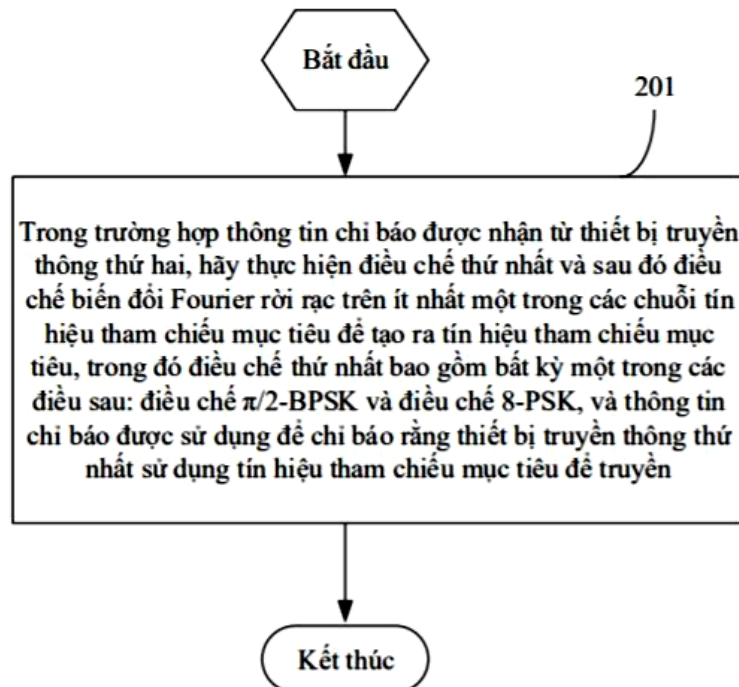 Bắt đầu
201
Trong trường hợp thông tin chỉ báo được nhận từ thiết bị truyền
thông thứ hai, hãy thực hiện điều chế thứ nhất và sau đó điều
chế biến đổi Fourier rời rạc trên ít nhất một trong các chuỗi tín
hiệu tham chiếu mục tiêu để tạo ra tín hiệu tham chiếu mục
tiêu, trong đó điều chế thứ nhất bao gồm bất kỳ một trong các
điều sau: điều chế π/2-BPSK và điều chế 8-PSK, và thông tin
chỉ báo được sử dụng để chỉ báo rằng thiết bị truyền thông thứ
nhất sử dụng tín hiệu tham chiếu mục tiêu để truyền
Kết thúc